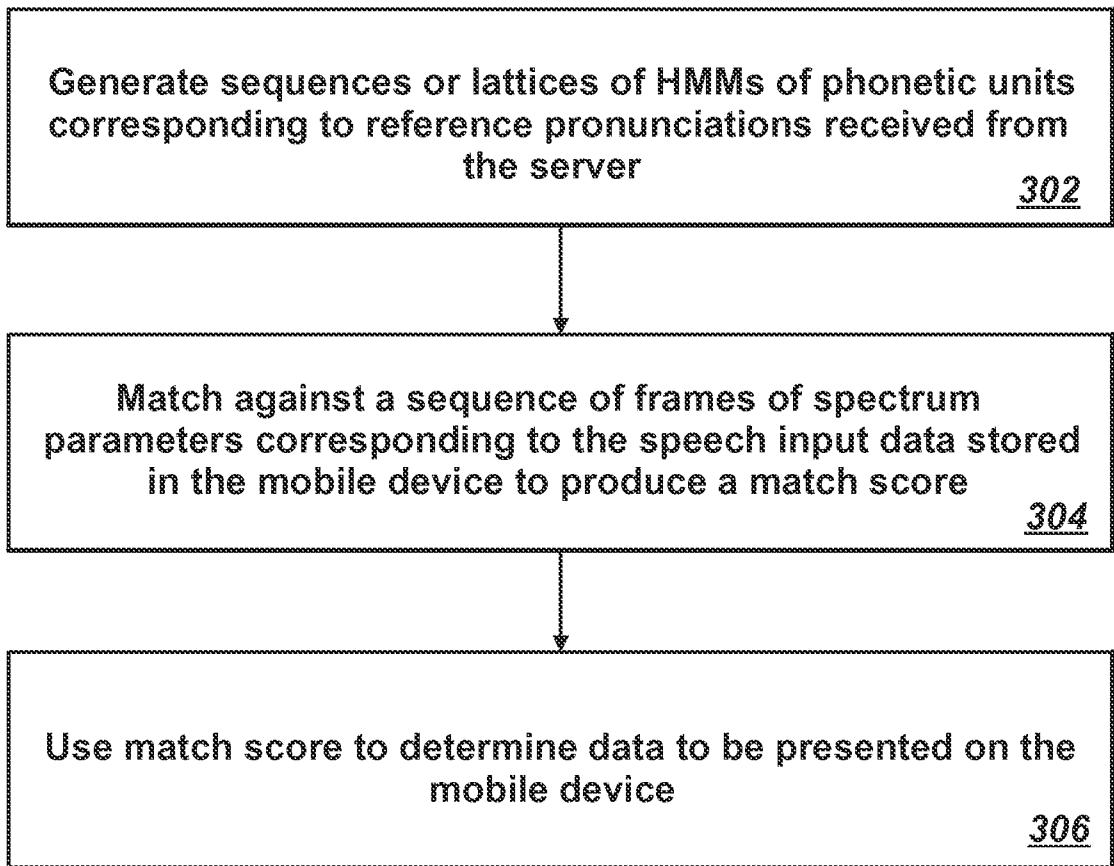 Generate sequences or lattices of HMMs of phonetic units
corresponding to reference pronunciations received from
the server
302
Match against a sequence of frames of spectrum
parameters corresponding to the speech input data stored
in the mobile device to produce a match score
304
Use match score to determine data to be presented on the
mobile device
306